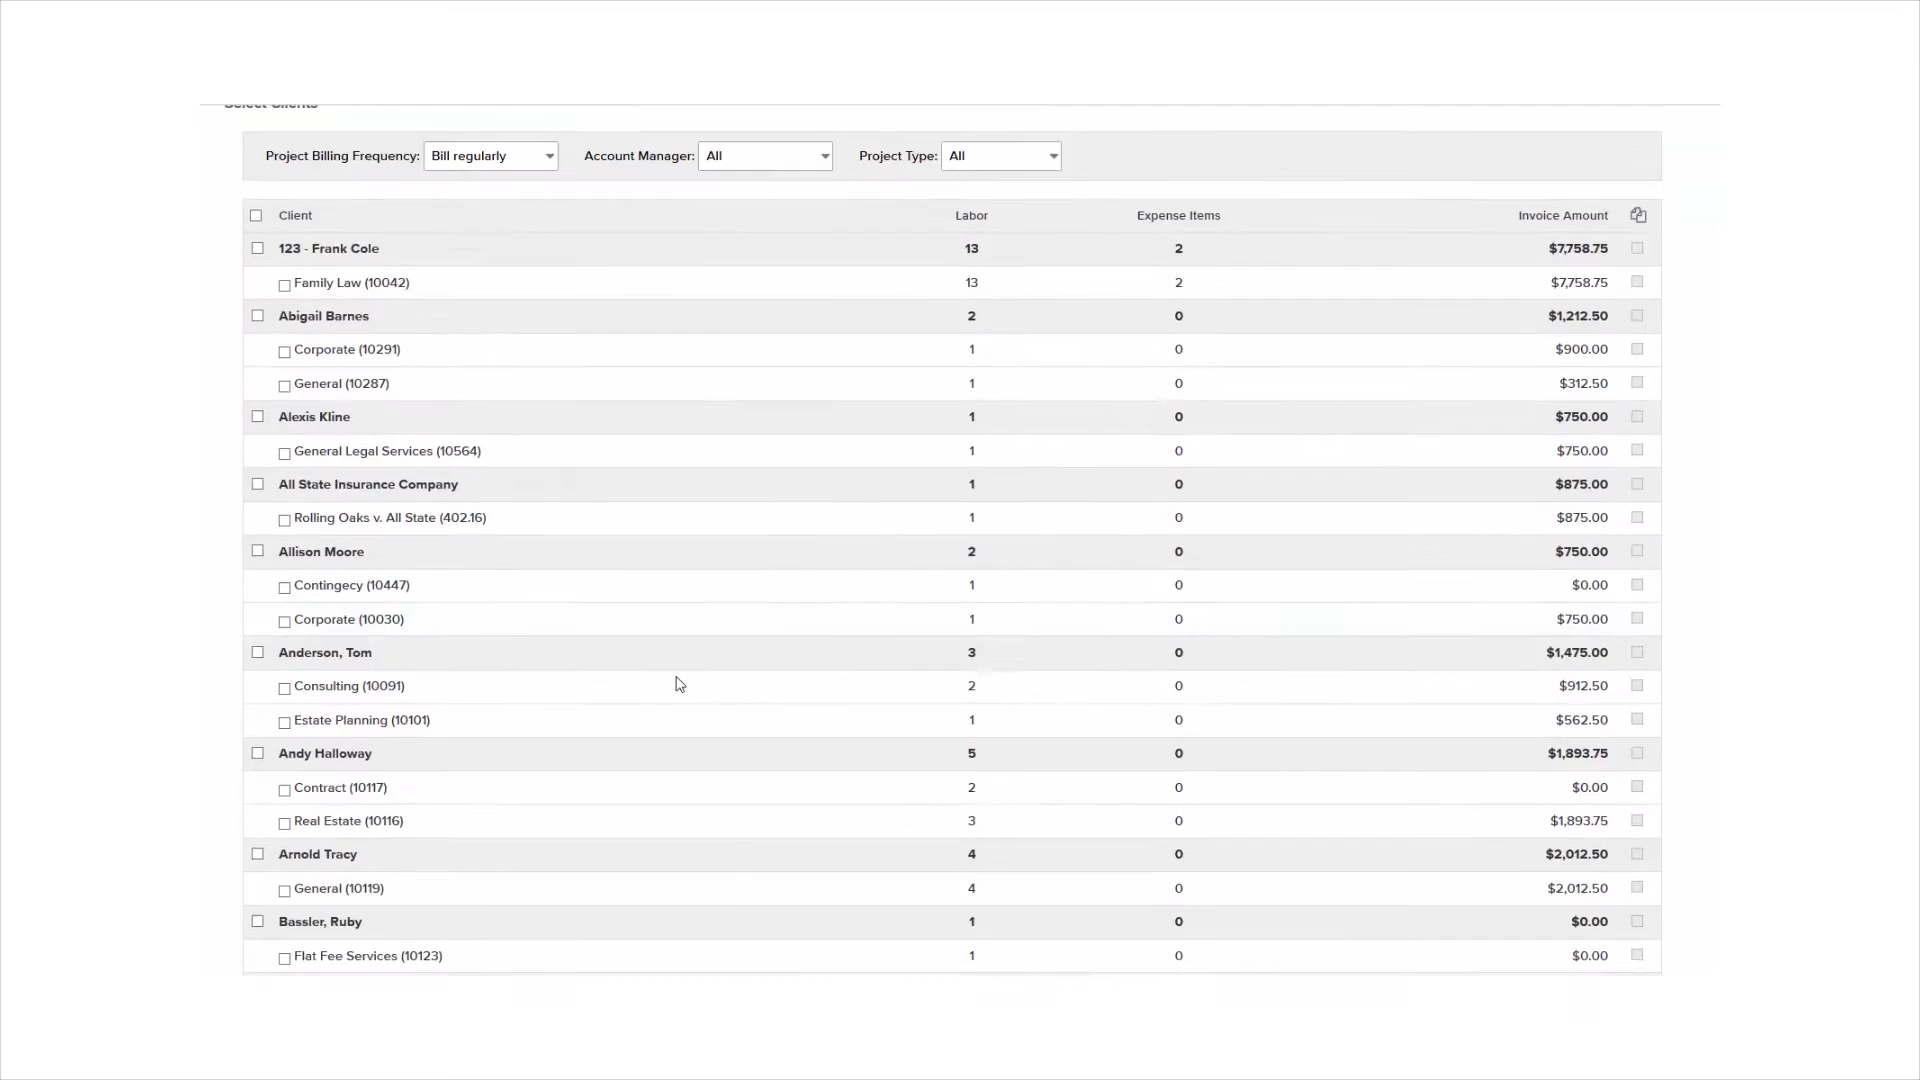 Select Clients
Project Billing Frequency: Bill regularly Account Manager: All Project Type: All
Client Labor Expense Items Invoice Amount
123 - Frank Cole 13 2 $7,758.75
Family Law (10042) 13 2 $7,758.75
Abigail Barnes 2 0 $1,212.50
Corporate (10291) 1 0 $900.00
General (10287) 1 0 $312.50
Alexis Kline 1 0 $750.00
General Legal Services (10564) 1 0 $750.00
All State Insurance Company 1 0 $875.00
Rolling Oaks v. All State (402.16) 1 0 $875.00
Allison Moore 2 0 $750.00
Contingecy (10447) 1 0 $0.00
Corporate (10030) 1 0 $750.00
Anderson, Tom 3 0 $1,475.00
Consulting (10091) 2 0 $912.50
Estate Planning (10101) 1 0 $562.50
Andy Halloway 5 0 $1,893.75
Contract (10117) 2 0 $0.00
Real Estate (10116) 3 0 $1,893.75
Arnold Tracy 4 0 $2,012.50
General (10119) 4 0 $2,012.50
Bassler, Ruby 1 0 $0.00
Flat Fee Services (10123) 1 0 $0.00